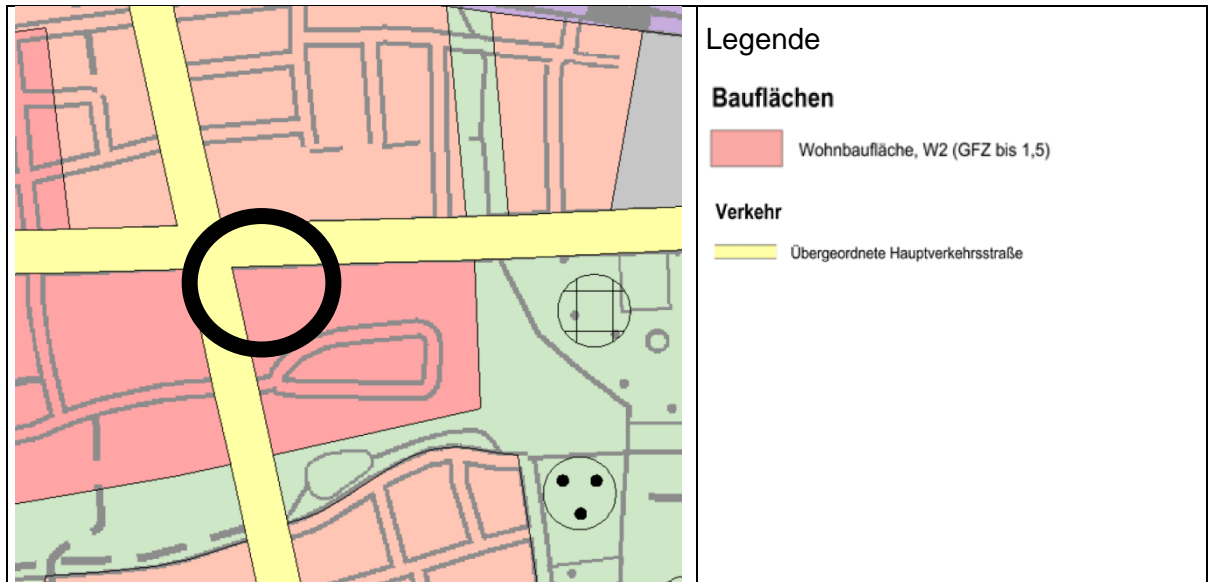 Legende
Bauflächen
Wohnbaufläche, W2 (GFZ bis 1,5)
Verkehr
Übergeordnete Hauptverkehrsstraße